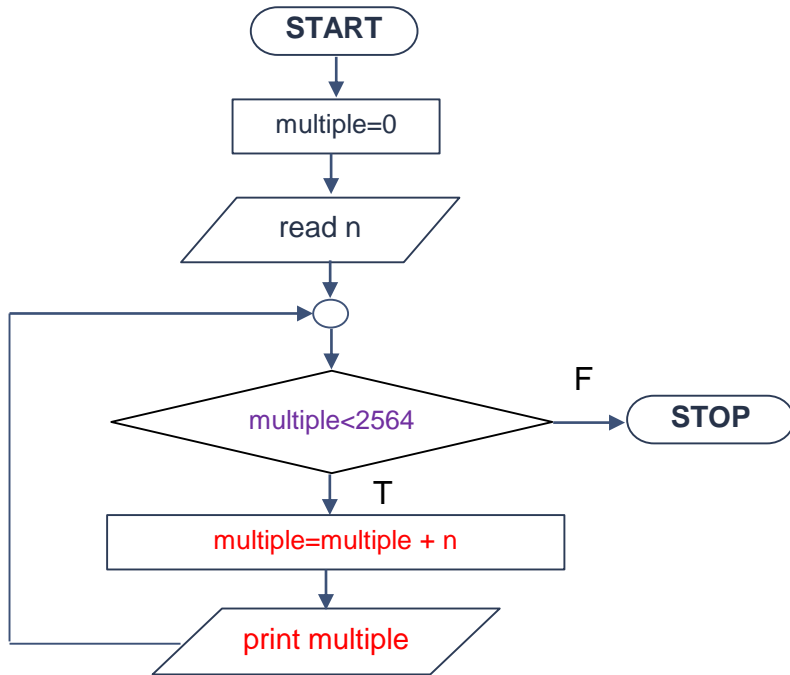 START
multiple=0
read n
multiple<2564
F
STOP
T
multiple=multiple + n
print multiple